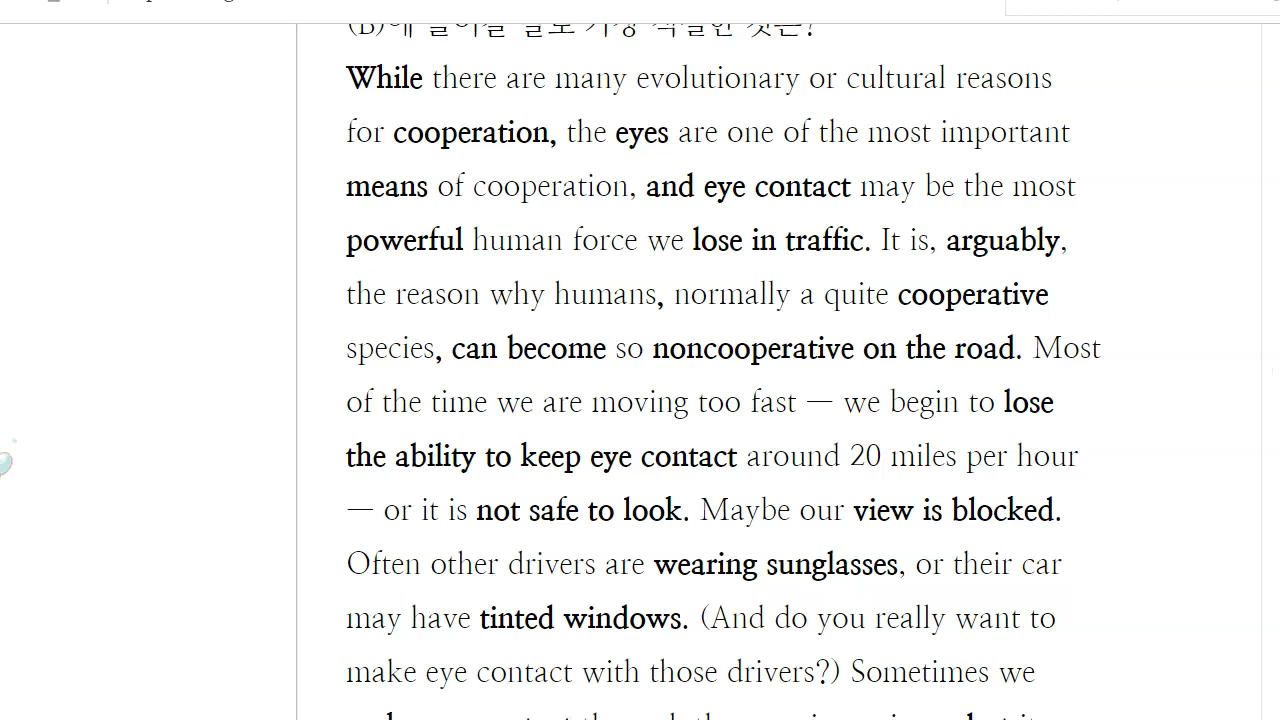 While there are many evolutionary or cultural reasons
for cooperation, the eyes are one of the most important
means of cooperation, and eye contact may be the most
powerful human force we lose in traffic. It is, arguably,
the reason why humans, normally a quite cooperative
species, can become so noncooperative on the road. Most
of the time we are moving too fast — we begin to lose
the ability to keep eye contact around 20 miles per hour
— or it is not safe to look. Maybe our view is blocked.
Often other drivers are wearing sunglasses, or their car
may have tinted windows. (And do you really want to
make eye contact with those drivers?) Sometimes we